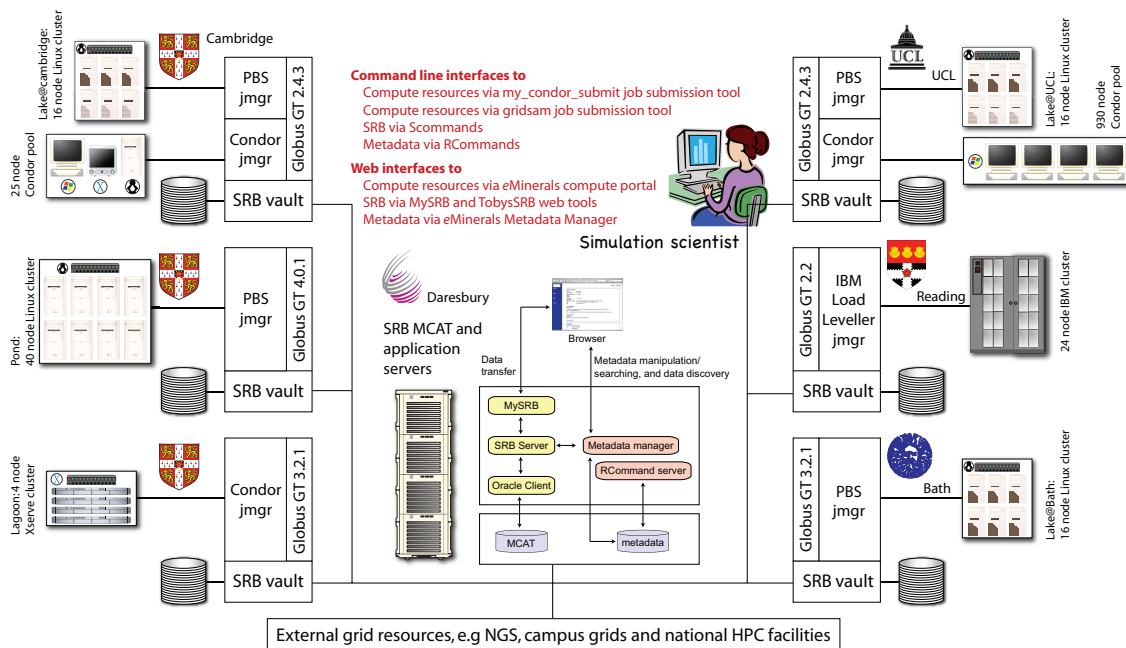 Lake@cambridge:
16 node Linux cluster
Cambridge
PBS
jmgr
Condor
jmgr
Globus GT 2.4.3
SRB vault
25 node
Condor pool
Command line interfaces to
Compute resources via my_condor_submit job submission tool
Compute resources via gridsam job submission tool
SRB via Scommands
Metadata via RCommands
Web interfaces to
Compute resources via eMinerals compute portal
SRB via MySRB and TobysSRB web tools
Metadata via eMinerals Metadata Manager
Simulation scientist
Globus GT 2.4.3
PBS
jmgr
Condor
jmgr
SRB vault
UCL
UCL
Lake@UCL:
16 node Linux cluster
930 node
Condor pool
Pond:
40 node Linux cluster
PBS
jmgr
Globus GT 4.0.1
SRB vault
Daresbury
SRB MCAT and
application
servers
Browser
Data
transfer
Metadata manipulation/
searching, and data discovery
MySRB
SRB Server
Metadata manager
RCommand server
Oracle Client
MCAT
metadata
Globus GT 2.2
IBM
Load
Leveller
jmgr
SRB vault
Reading
24 node IBM cluster
Lagoon: 4 node
Xserve cluster
Condor
jmgr
Globus GT 3.2.1
SRB vault
Globus GT 3.2.1
PBS
jmgr
SRB vault
Bath
Lake@Bath:
16 node Linux cluster
External grid resources, e.g NGS, campus grids and national HPC facilities